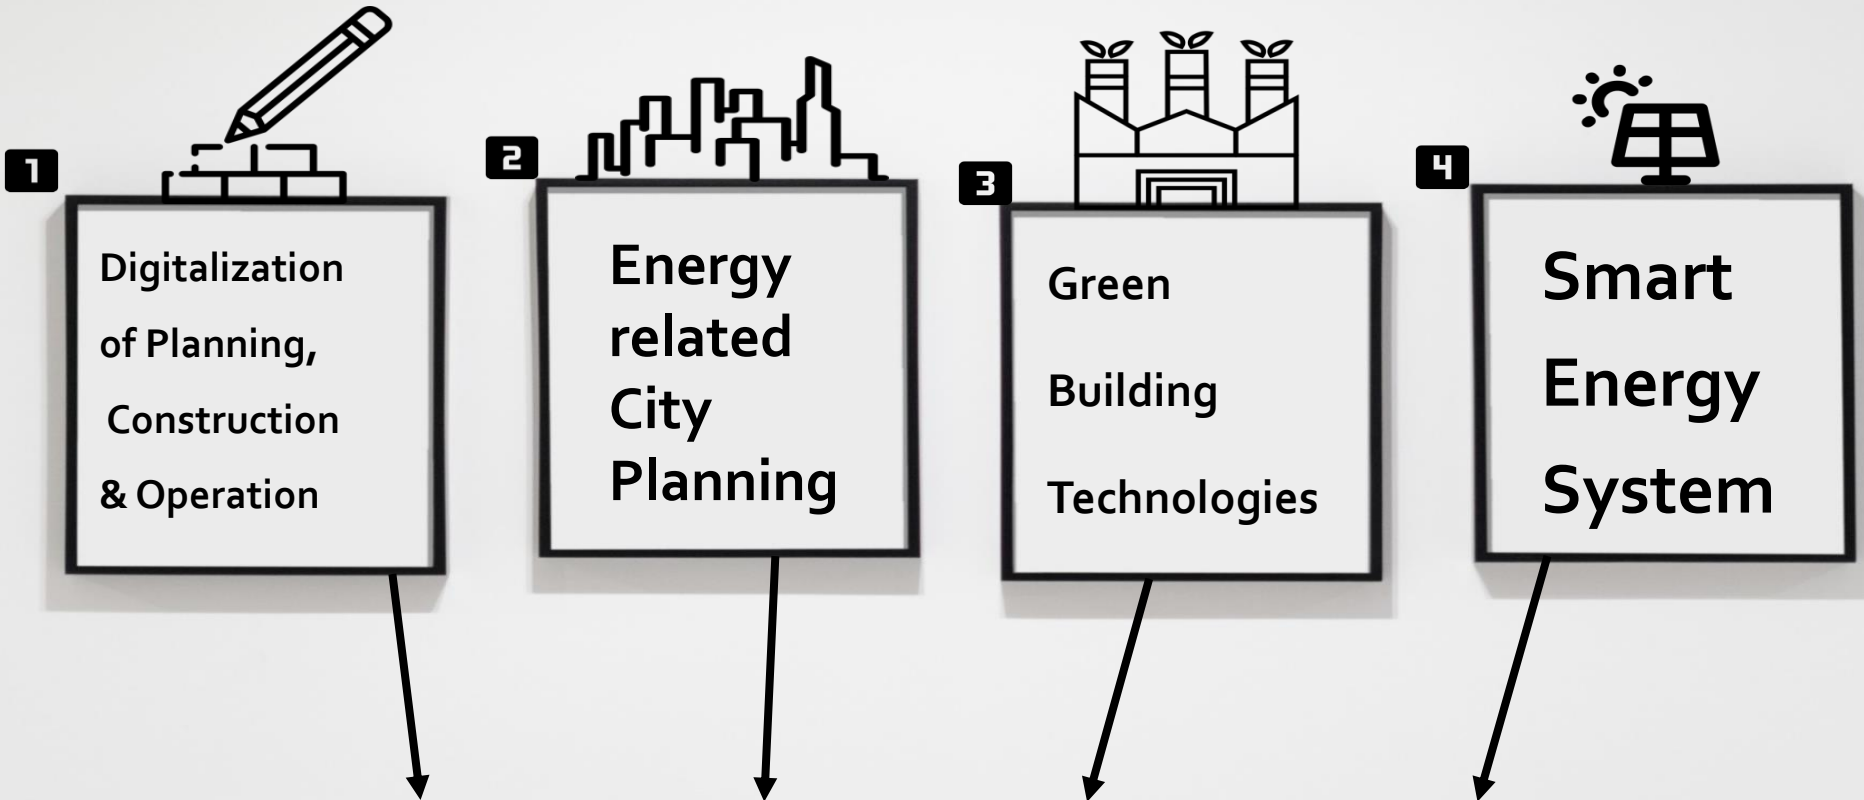 1
Digitalization
of Planning,
Construction
& Operation
2
Energy
related
City
Planning
3
Green
Building
Technologies
4
Smart
Energy
System